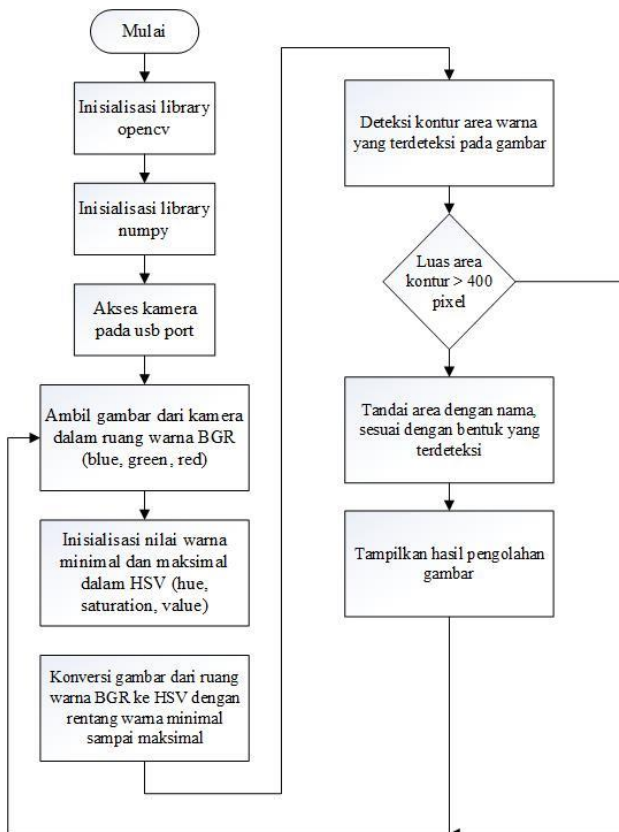 Mulai
Inisialisasi library
opencv
Inisialisasi library
numpy
Akses kamera
pada usb port
Ambil gambar dari kamera
dalam ruang warna BGR
(blue, green, red)
Inisialisasi nilai warna
minimal dan maksimal
dalam HSV (hue,
saturation, value)
Konversi gambar dari ruang
warna BGR ke HSV dengan
rentang warna minimal
sampai maksimal
Deteksi kontur area warna
yang terdeteksi pada gambar
Luas area
kontur > 400
pixel
Tandai area dengan nama,
sesuai dengan bentuk yang
terdeteksi
Tampilkan hasil pengolahan
gambar